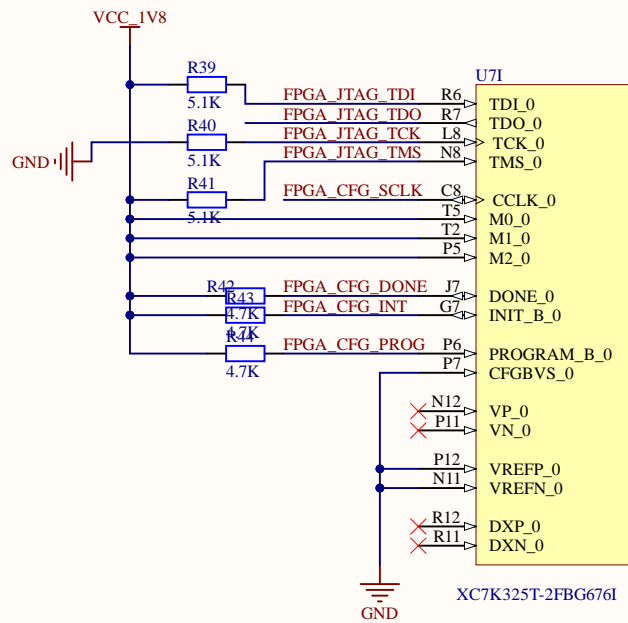 VCC_1V8
U7I
R39
5.1K
FPGA_JTAG_TDI
R6
TDI_0
FPGA_JTAG_TDO
R7
TDO_0
GND
R40
5.1K
FPGA_JTAG_TCK
L8
TCK_0
FPGA_JTAG_TMS
N8
TMS_0
R41
5.1K
FPGA_CFG_SCLK
C8
CCLK_0
T5
M0_0
T2
M1_0
P5
M2_0
R42
4.7K
FPGA_CFG_DONE
J7
DONE_0
R43
4.7K
FPGA_CFG_INT
G7
INIT_B_0
R44
4.7K
FPGA_CFG_PROG
P6
PROGRAM_B_0
P7
CFGBVS_0
N12
VP_0
P11
VN_0
P12
VREFP_0
N11
VREFN_0
R12
DXP_0
R11
DXN_0
GND
XC7K325T-2FBG676I